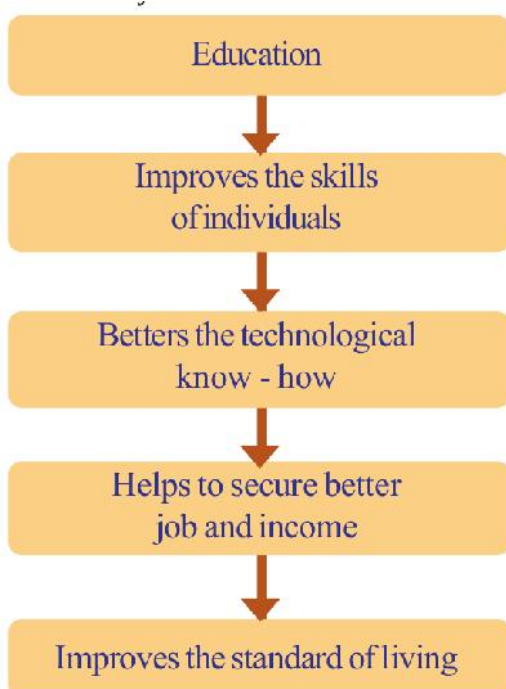 Education
Improves the skills
of individuals
Betters the technological
know - how
Helps to secure better
job and income
Improves the standard of living